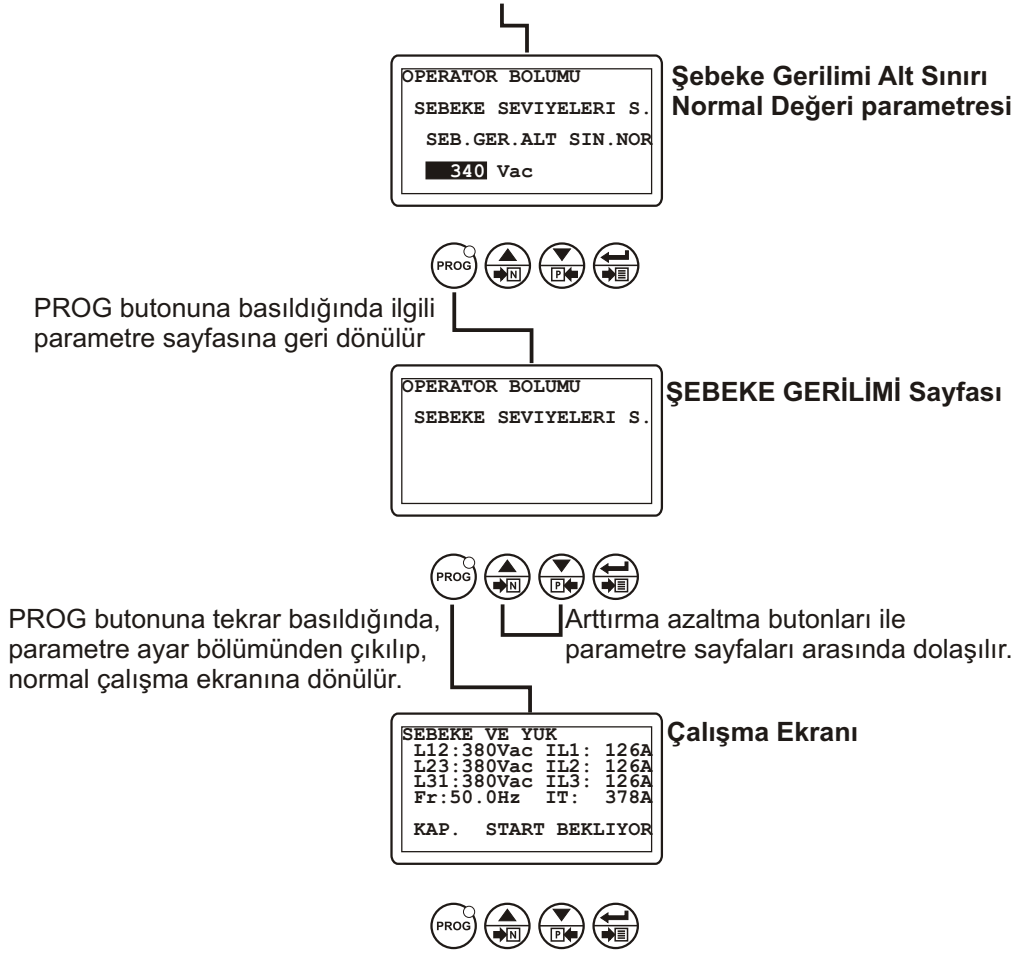 OPERATOR BOLUMU
SEBEKE SEVIYELERI S.
SEB.GER.ALT SIN.NOR
340 Vac
Şebeke Gerilimi Alt Sınırı
Normal Değeri parametresi
PROG N P
PROG butonuna basıldığında ilgili
parametre sayfasına geri dönülür
OPERATOR BOLUMU
SEBEKE SEVIYELERI S.
ŞEBEKE GERİLİMİ Sayfası
PROG N P
PROG butonuna tekrar basıldığında,
parametre ayar bölümünden çıkılıp,
normal çalışma ekranına dönülür.
Arttırma azaltma butonları ile
parametre sayfaları arasında dolaşılır.
SEBEKE VE YUK
L12:380Vac IL1: 126A
L23:380Vac IL2: 126A
L31:380Vac IL3: 126A
Fr:50.0Hz IT: 378A
KAP. START BEKLIYOR
Çalışma Ekranı
PROG N P